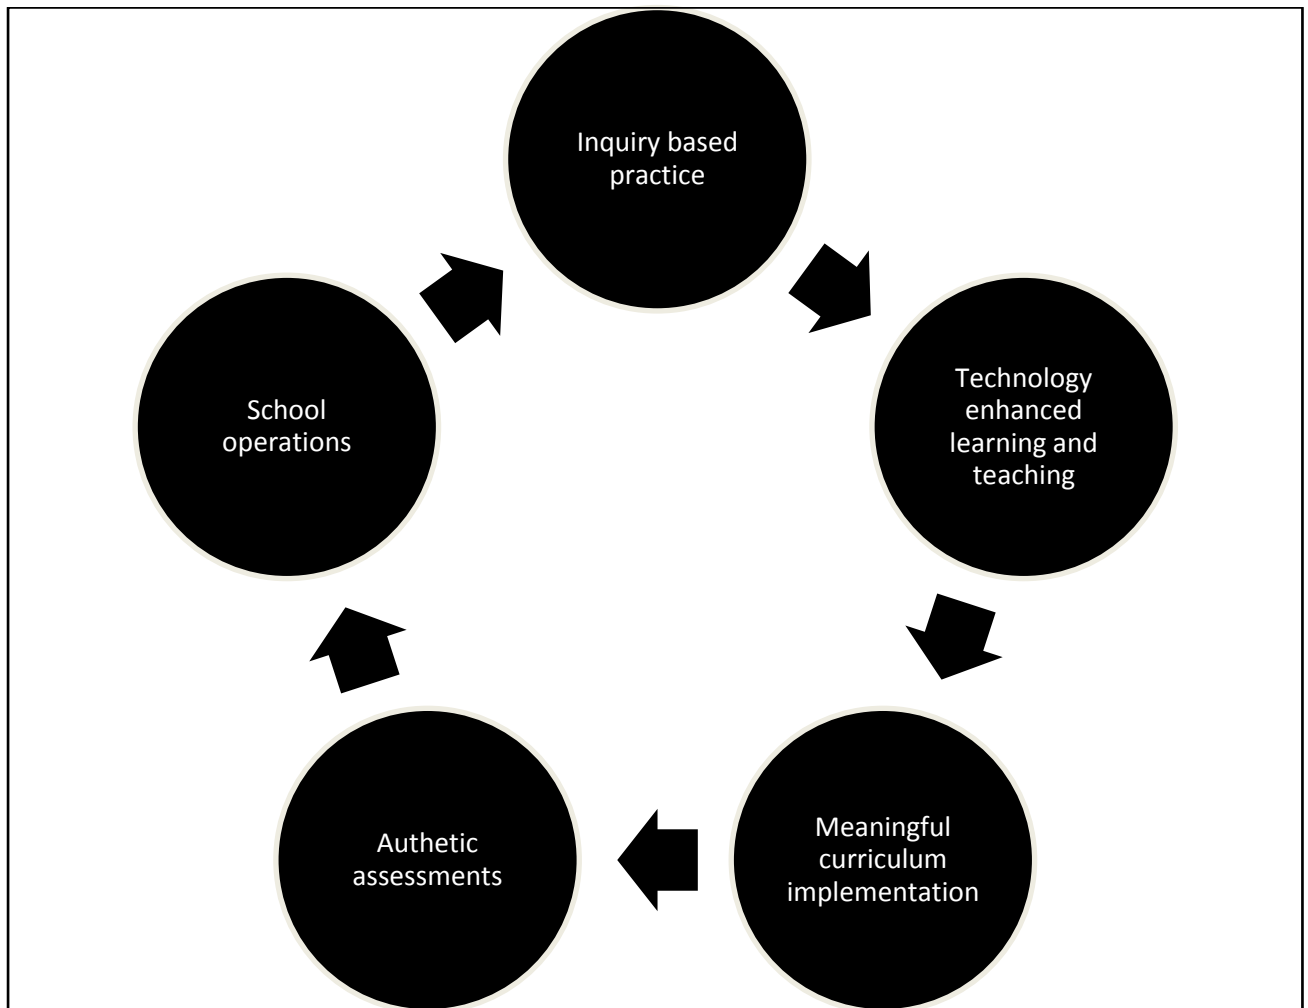 Inquiry based
practice
Technology
enhanced
learning and
teaching
Meaningful
curriculum
implementation
Authetic
assessments
School
operations